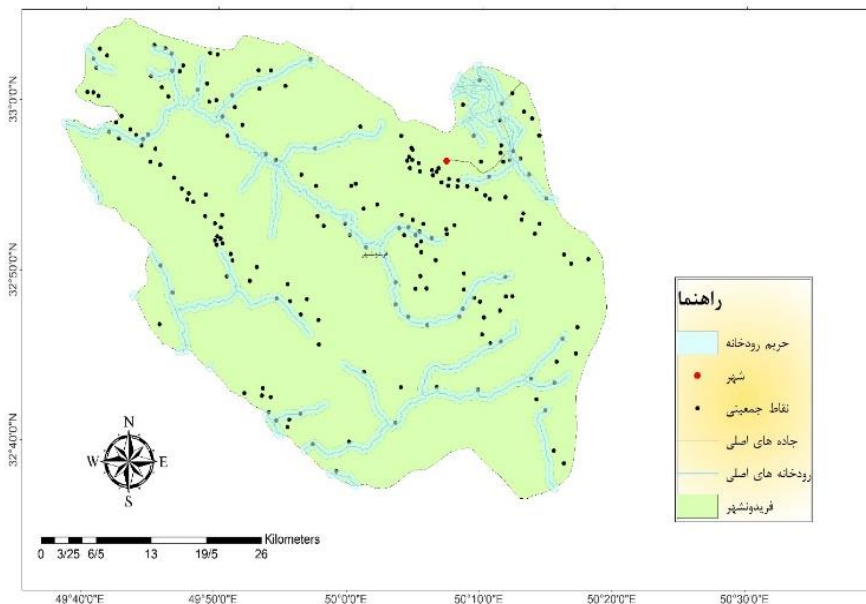 33°0'0"N
32°50'0"N
32°40'0"N
فریدونشهر
راهنما
حریم رودخانه
شهر
نقاط جمعیتی
جاده های اصلی
رودخانه های اصلی
فریدونشهر
N
W E
S
Kilometers
0 3/25 6/5 13 19/5 26
49°40'0"E 49°50'0"E 50°0'0"E 50°10'0"E 50°20'0"E 50°30'0"E